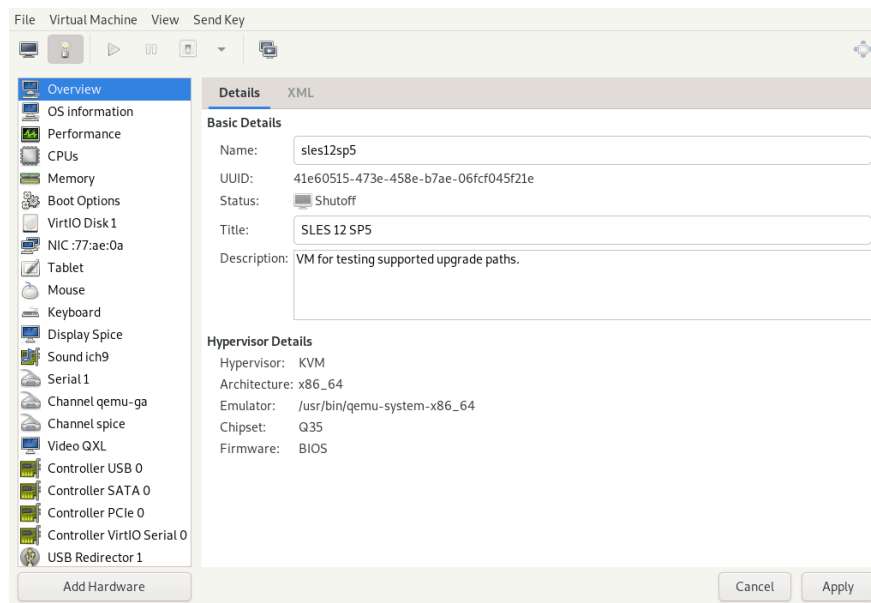 File Virtual Machine View Send Key
Overview
OS information
Performance
CPUs
Memory
Boot Options
VirtIO Disk 1
NIC :77:ae:0a
Tablet
Mouse
Keyboard
Display Spice
Sound ich9
Serial 1
Channel qemu-ga
Channel spice
Video QXL
Controller USB 0
Controller SATA 0
Controller PCIe 0
Controller VirtIO Serial 0
USB Redirector 1
Add Hardware
Details XML
Basic Details
Name: sles12sp5
UUID: 41e60515-473e-458e-b7ae-06fcf045f21e
Status: Shutoff
Title: SLES 12 SP5
Description: VM for testing supported upgrade paths.
Hypervisor Details
Hypervisor: KVM
Architecture: x86_64
Emulator: /usr/bin/qemu-system-x86_64
Chipset: Q35
Firmware: BIOS
Cancel Apply